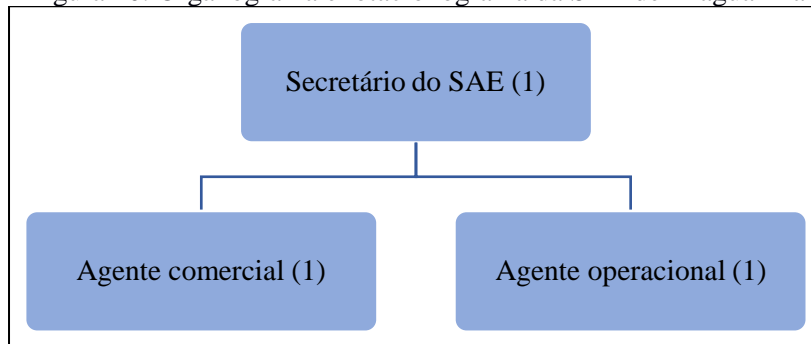 Secretário do SAE (1)
Agente comercial (1)
Agente operacional (1)